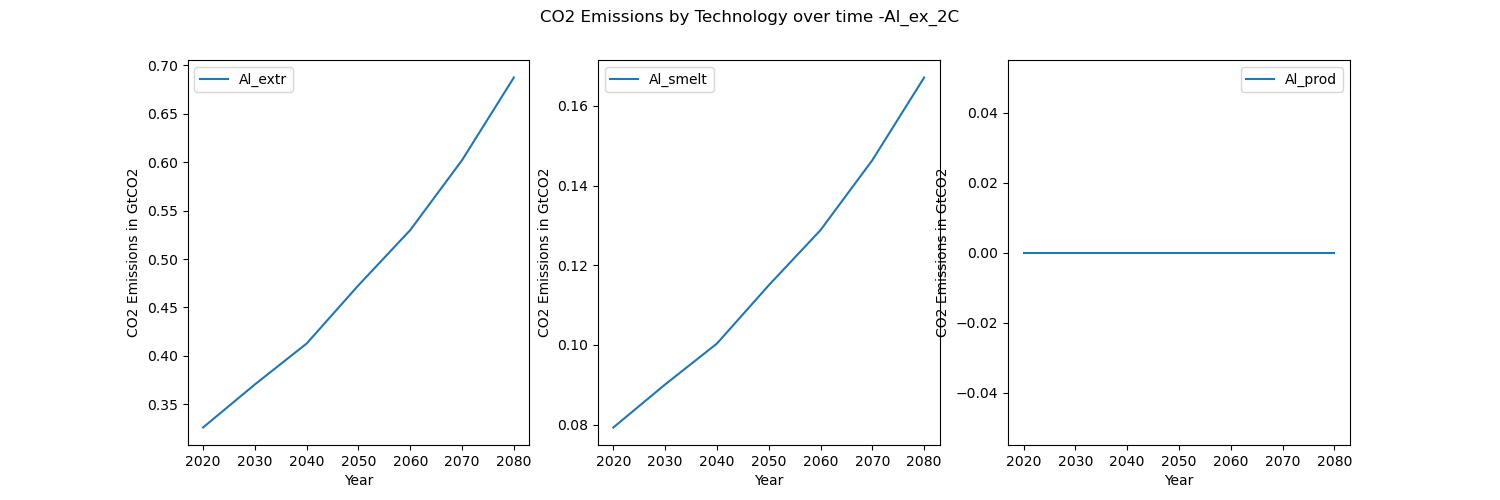 CO2 Emissions by Technology over time -Al_ex_2C
CO2 Emissions in GtCO2
0.70
0.65
0.60
0.55
0.50
0.45
0.40
0.35
Al_extr
2020 2030 2040 2050 2060 2070 2080
Year
CO2 Emissions in GtCO2
0.16
0.14
0.12
0.10
0.08
Al_smelt
2020 2030 2040 2050 2060 2070 2080
Year
CO2 Emissions in GtCO2
0.04
0.02
0.00
−0.02
−0.04
Al_prod
2020 2030 2040 2050 2060 2070 2080
Year